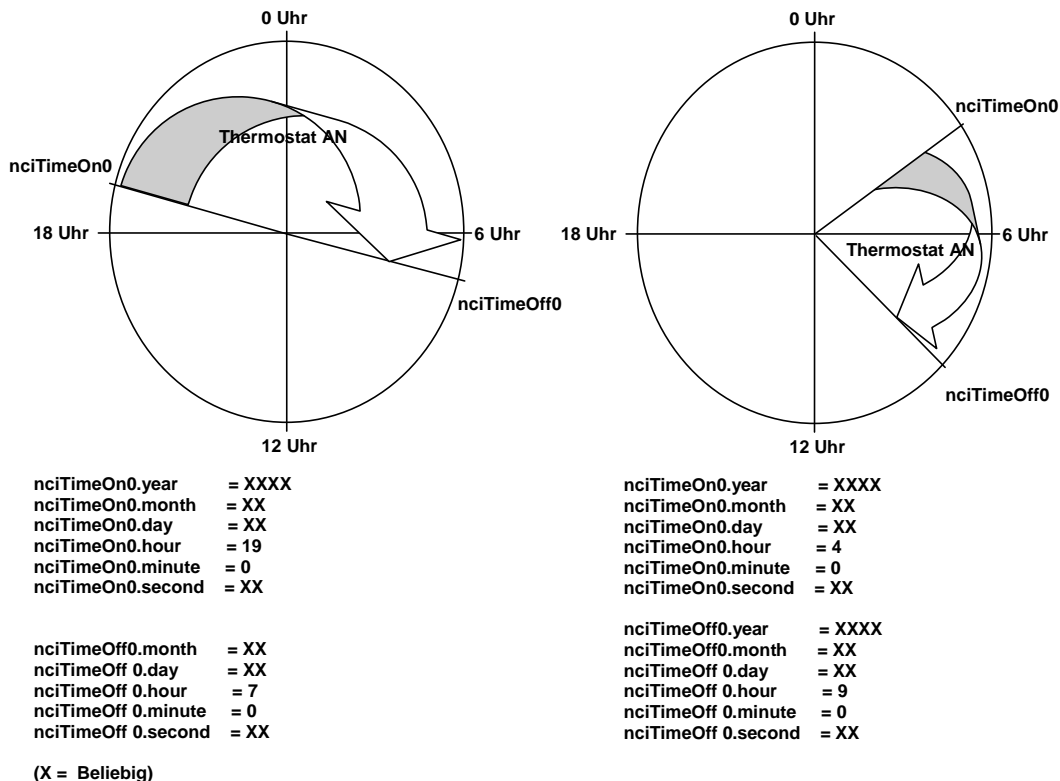 0 Uhr
nciTimeOn0
Thermostat AN
18 Uhr
6 Uhr
nciTimeOff0
12 Uhr
nciTimeOn0.year = XXXX
nciTimeOn0.month = XX
nciTimeOn0.day = XX
nciTimeOn0.hour = 19
nciTimeOn0.minute = 0
nciTimeOn0.second = XX
nciTimeOff0.month = XX
nciTimeOff 0.day = XX
nciTimeOff 0.hour = 7
nciTimeOff 0.minute = 0
nciTimeOff 0.second = XX
(X = Beliebig)
0 Uhr
nciTimeOn0
18 Uhr
6 Uhr
Thermostat AN
nciTimeOff0
12 Uhr
nciTimeOn0.year = XXXX
nciTimeOn0.month = XX
nciTimeOn0.day = XX
nciTimeOn0.hour = 4
nciTimeOn0.minute = 0
nciTimeOn0.second = XX
nciTimeOff0.year = XXXX
nciTimeOff0.month = XX
nciTimeOff 0.day = XX
nciTimeOff 0.hour = 9
nciTimeOff 0.minute = 0
nciTimeOff 0.second = XX